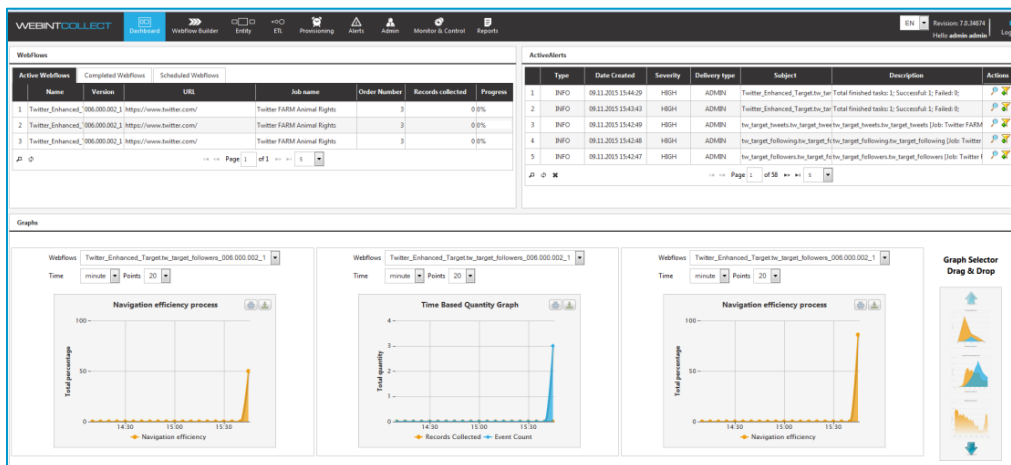 WEBINTCOLLECT
Dashboard Webflow Builder Entity ETL Provisioning Alerts Admin Monitor & Control Reports
EN Revision: 7.0.34674
Hello admin admin Log
WebFlows
Active Webflows Completed Webflows Scheduled Webflows
Name Version URL Job name Order Number Records collected Progress
1 Twitter_Enhanced_ 006.000.002_1 https://www.twitter.com/ Twitter FARM Animal Rights 3 0 0%
2 Twitter_Enhanced_ 006.000.002_1 https://www.twitter.com/ Twitter FARM Animal Rights 3 0 0%
3 Twitter_Enhanced_ 006.000.002_1 https://www.twitter.com/ Twitter FARM Animal Rights 3 0 0%
Page 1 of 1 5
ActiveAlerts
Type Date Created Severity Delivery type Subject Description Actions
1 INFO 09.11.2015 15:44:29 HIGH ADMIN Twitter_Enhanced_Target.tw_tar Total finished tasks: 1; Successful: 1; Failed: 0;
2 INFO 09.11.2015 15:43:43 HIGH ADMIN Twitter_Enhanced_Target.tw_tar Total finished tasks: 1; Successful: 1; Failed: 0;
3 INFO 09.11.2015 15:42:49 HIGH ADMIN tw_target_tweets.tw_target_tweet tw_target_tweets.tw_target_tweets [Job: Twitter FARM
4 INFO 09.11.2015 15:42:48 HIGH ADMIN tw_target_following.tw_target_fo tw_target_following.tw_target_following [Job: Twitter
5 INFO 09.11.2015 15:42:47 HIGH ADMIN tw_target_followers.tw_target_fo tw_target_followers.tw_target_followers [Job: Twitter
Page 1 of 58 5
Graphs
Webflows Twitter_Enhanced_Target.tw_target_followers_006.000.002_1
Time minute Points 20
Navigation efficiency process
Total percentage
100
50
0
14:30 15:00 15:30
Navigation efficiency
Webflows Twitter_Enhanced_Target.tw_target_followers_006.000.002_1
Time minute Points 20
Time Based Quantity Graph
Total quantity
4
3
2
1
0
14:30 15:00 15:30
Records Collected Event Count
Webflows Twitter_Enhanced_Target.tw_target_followers_006.000.002_1
Time minute Points 20
Navigation efficiency process
Total percentage
100
50
0
14:30 15:00 15:30
Navigation efficiency
Graph Selector
Drag & Drop